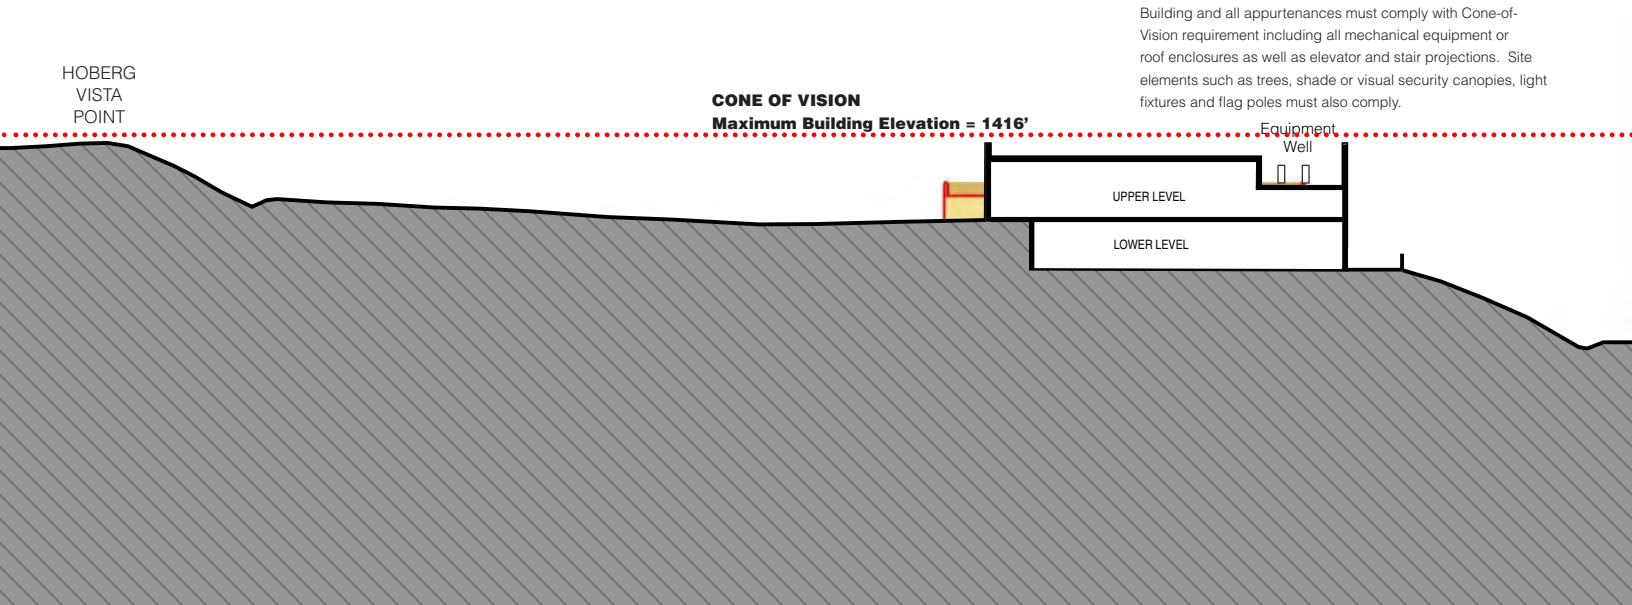 Building and all appurtenances must comply with Cone-of-
Vision requirement including all mechanical equipment or
roof enclosures as well as elevator and stair projections.  Site
elements such as trees, shade or visual security canopies, light
fixtures and flag poles must also comply.
HOBERG
VISTA
POINT
CONE OF VISION
Maximum Building Elevation = 1416’
Equipment
Well
UPPER LEVEL
LOWER LEVEL